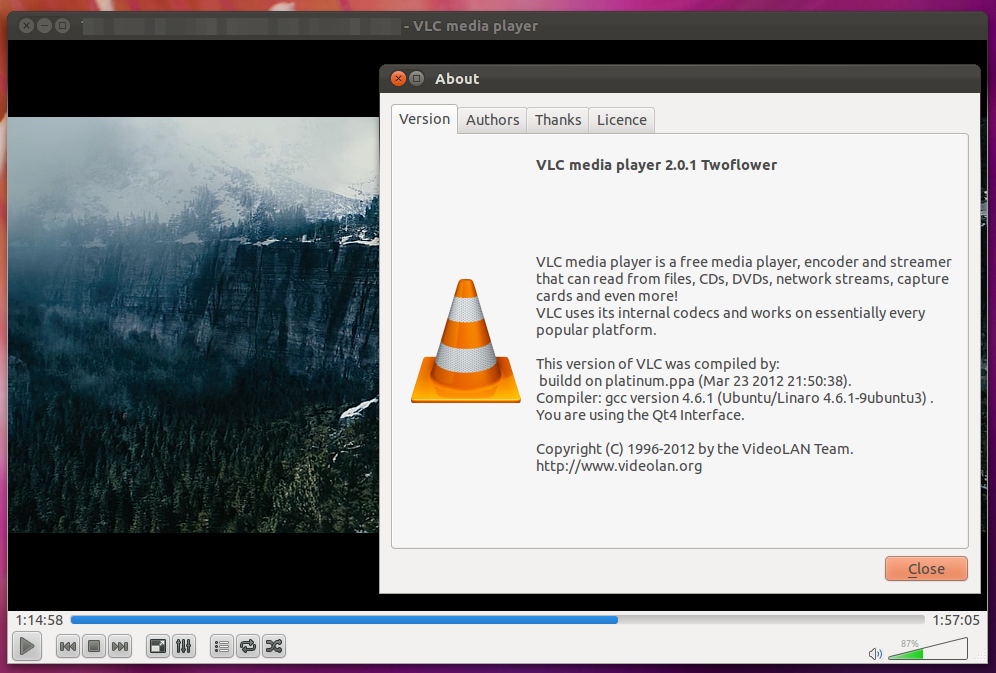 - VLC media player
About
Version Authors Thanks Licence
VLC media player 2.0.1 Twoflower
VLC media player is a free media player, encoder and streamer
that can read from files, CDs, DVDs, network streams, capture
cards and even more!
VLC uses its internal codecs and works on essentially every
popular platform.
This version of VLC was compiled by:
buildd on platinum.ppa (Mar 23 2012 21:50:38).
Compiler: gcc version 4.6.1 (Ubuntu/Linaro 4.6.1-9ubuntu3) .
You are using the Qt4 Interface.
Copyright (C) 1996-2012 by the VideoLAN Team.
http://www.videolan.org
Close
1:14:58 1:57:05
87%